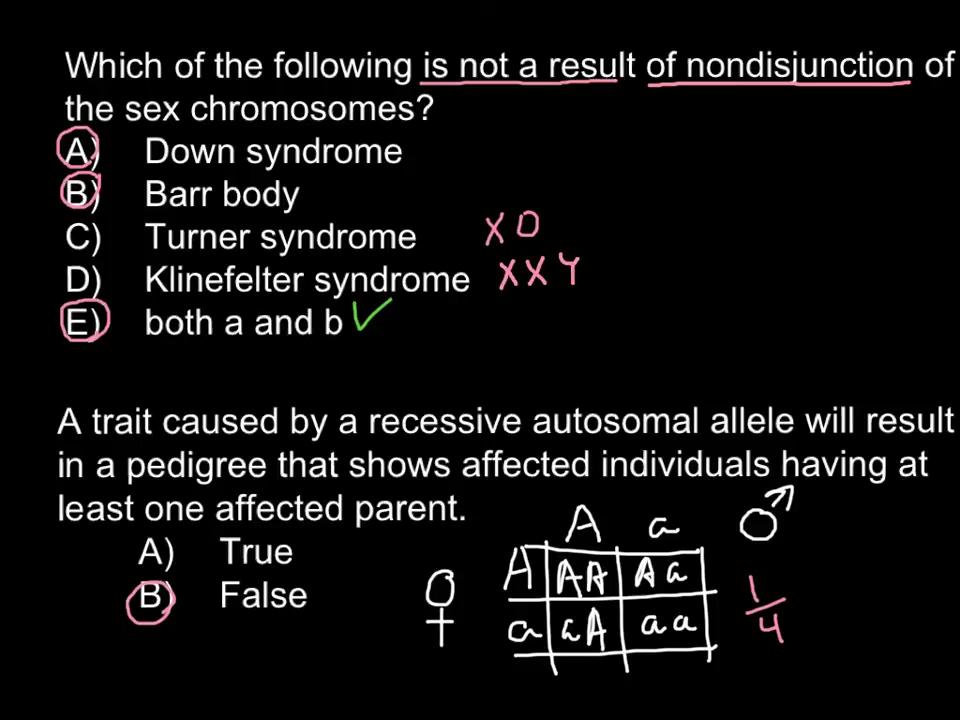 Which of the following is not a result of nondisjunction of
the sex chromosomes?
A) Down syndrome
B) Barr body
C) Turner syndrome XO
D) Klinefelter syndrome XXY
E) both a and b
A trait caused by a recessive autosomal allele will result
in a pedigree that shows affected individuals having at
least one affected parent.
A) True
B) False
A a
A AA Aa
a aA aa
1/4